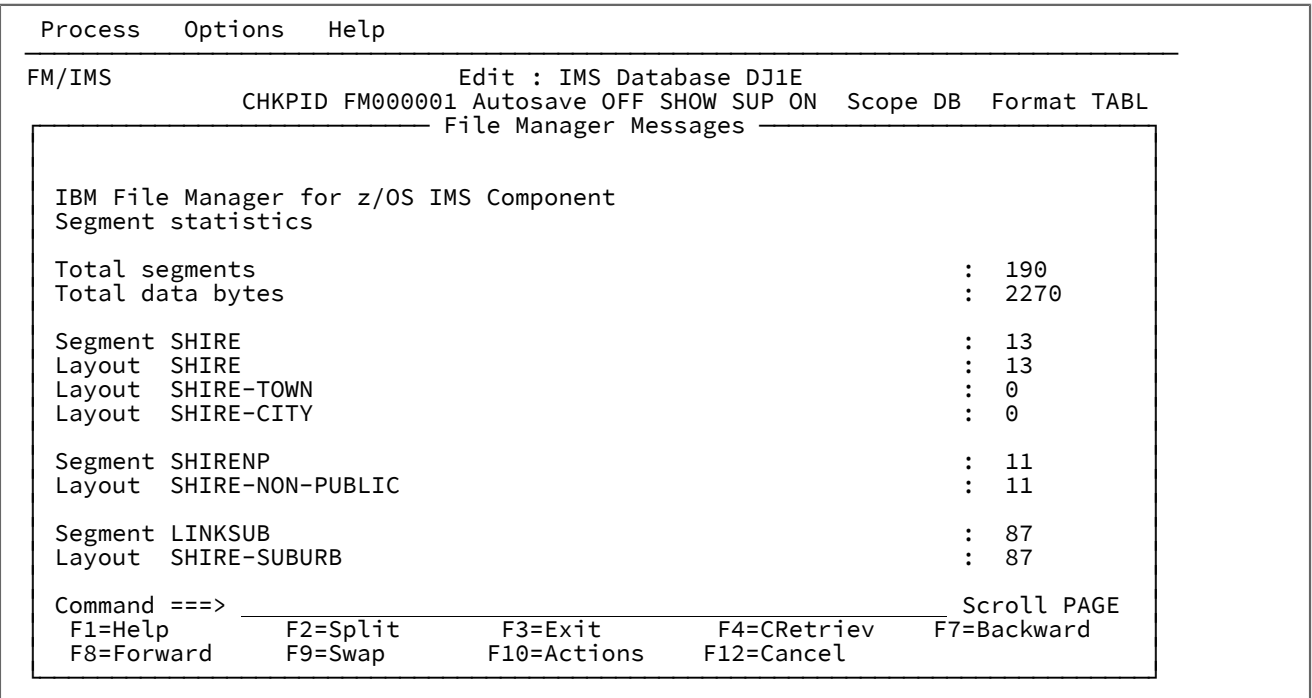 Process Options Help
FM/IMS Edit : IMS Database DJ1E
CHKPID FM000001 Autosave OFF SHOW SUP ON Scope DB Format TABL
File Manager Messages
IBM File Manager for z/OS IMS Component
Segment statistics
Total segments : 190
Total data bytes : 2270
Segment SHIRE : 13
Layout SHIRE : 13
Layout SHIRE-TOWN : 0
Layout SHIRE-CITY : 0
Segment SHIRENP : 11
Layout SHIRE-NON-PUBLIC : 11
Segment LINKSUB : 87
Layout SHIRE-SUBURB : 87
Command ===> Scroll PAGE
F1=Help F2=Split F3=Exit F4=CRetriev F7=Backward
F8=Forward F9=Swap F10=Actions F12=Cancel